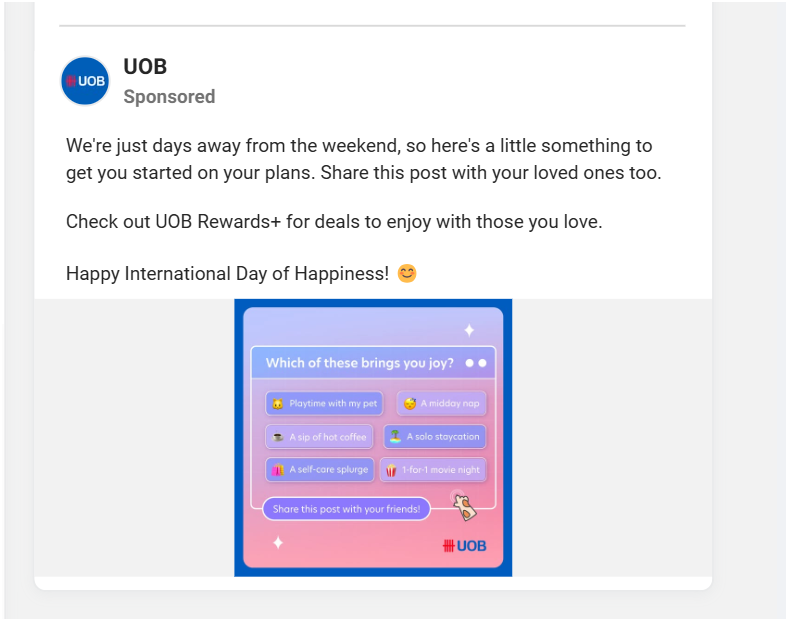 UOB
UOB
Sponsored
We're just days away from the weekend, so here's a little something to
get you started on your plans. Share this post with your loved ones too.
Check out UOB Rewards+ for deals to enjoy with those you love.
Happy International Day of Happiness! 😊
Which of these brings you joy?
Playtime with my pet
A midday nap
A sip of hot coffee
A solo staycation
A self-care splurge
1-for-1 movie night
Share this post with your friends!
UOB